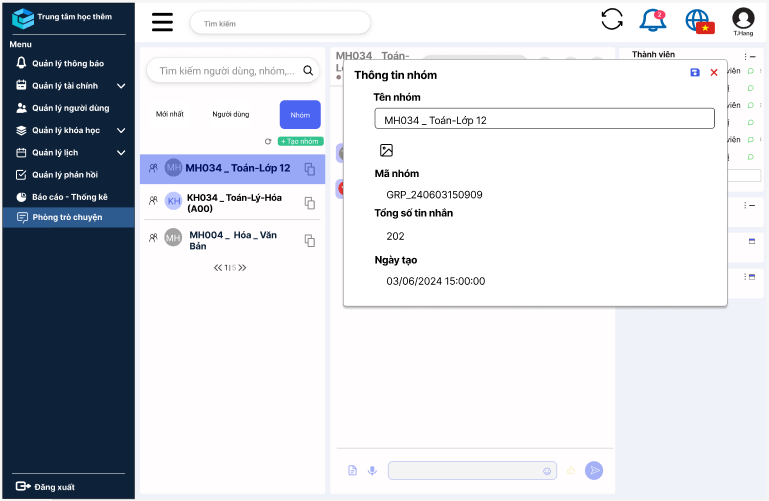 Trung tâm học thêm
Menu
Quản lý thông báo
Quản lý tài chính
Quản lý người dùng
Quản lý khóa học
Quản lý lịch
Quản lý phản hồi
Báo cáo - Thống kê
Phòng trò chuyện
Đăng xuất
Tìm kiếm
2
T.Hang
Tìm kiếm người dùng, nhóm,...
Mới nhất
Người dùng
Nhóm
+ Tạo nhóm
MH
MH034 _ Toán-Lớp 12
KH
KH034 _ Toán-Lý-Hóa
(A00)
MH
MH004 _ Hóa _ Văn
Bản
1|5
MH034 _ Toán-
Thành viên
Thông tin nhóm
Tên nhóm
MH034 _ Toán-Lớp 12
Mã nhóm
GRP_240603150909
Tổng số tin nhắn
202
Ngày tạo
03/06/2024 15:00:00
viên
viên